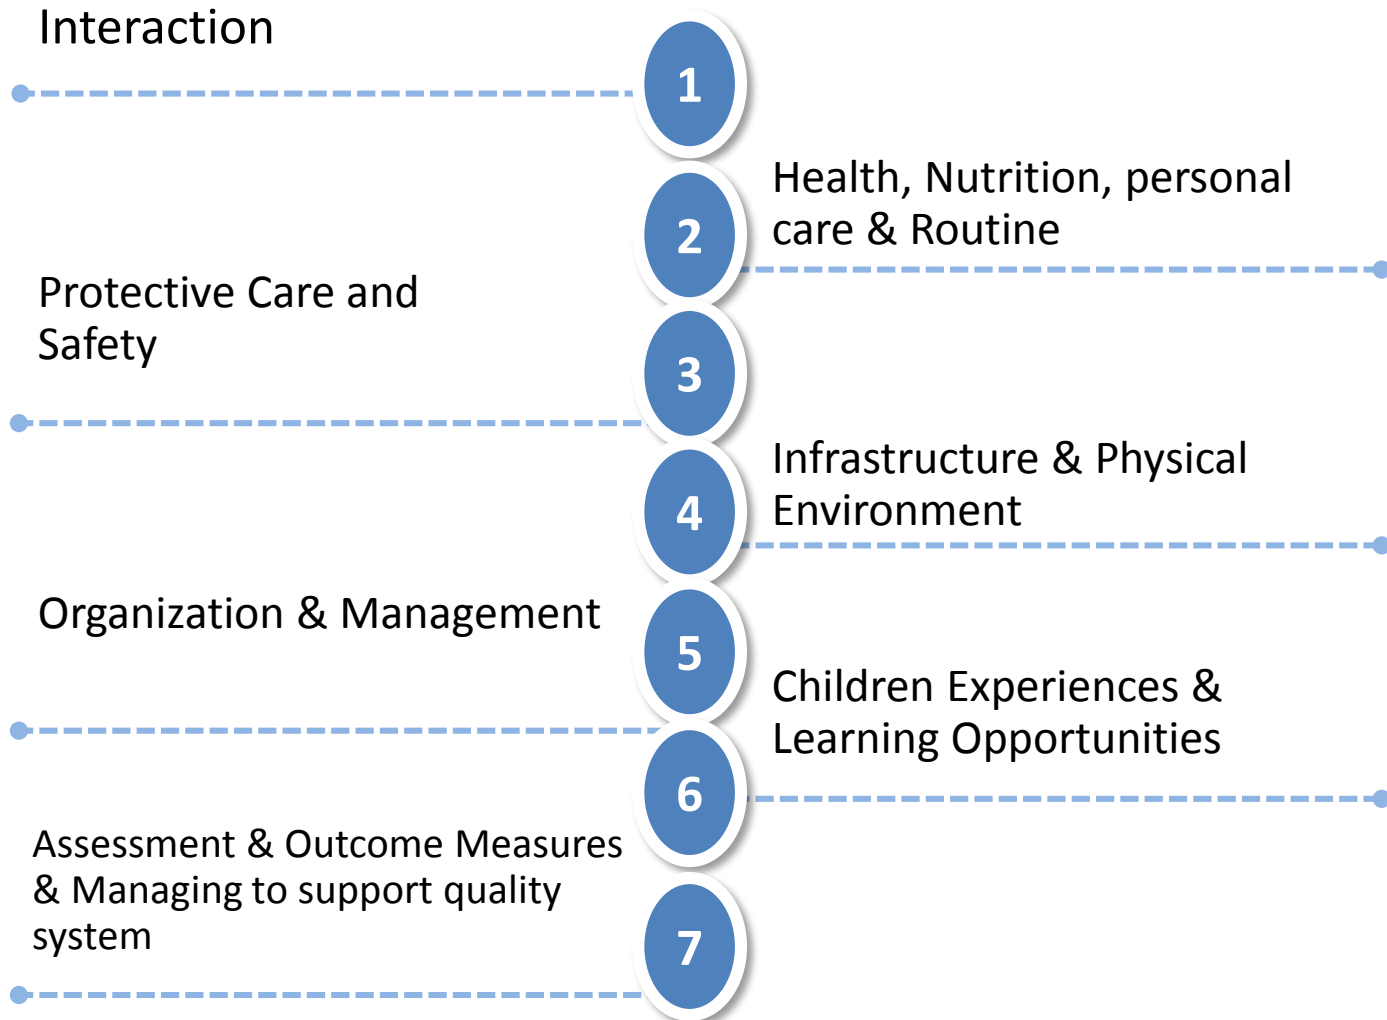 Interaction
1
Health, Nutrition, personal
care & Routine
2
Protective Care and
Safety
3
Infrastructure & Physical
Environment
4
Organization & Management
5
Children Experiences &
Learning Opportunities
6
Assessment & Outcome Measures
& Managing to support quality
system
7